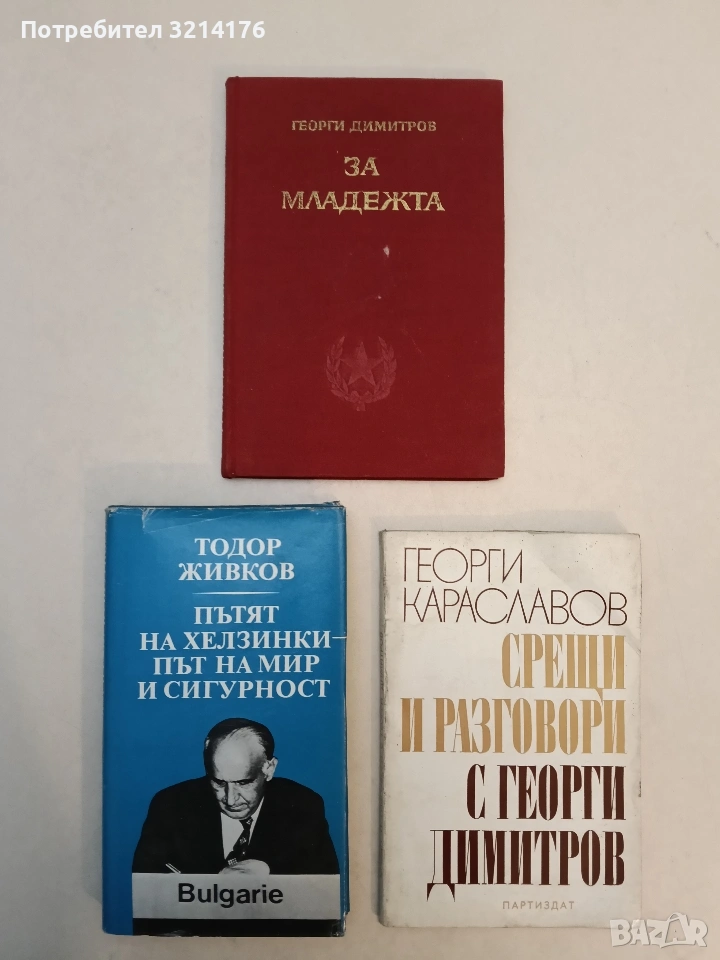 Потребител 3214176
ГЕОРГИ ДИМИТРОВ
ЗА
МЛАДЕЖТА
ТОДОР
ЖИВКОВ
ПЪТЯТ
НА ХЕЛЗИНКИ–
ПЪТ НА МИР
И СИГУРНОСТ
Bulgarie
ГЕОРГИ
КАРАСЛАВОВ
СРЕЩИ
И РАЗГОВОРИ
С ГЕОРГИ
ДИМИТРОВ
ПАРТИЗДАТ
BAZAR